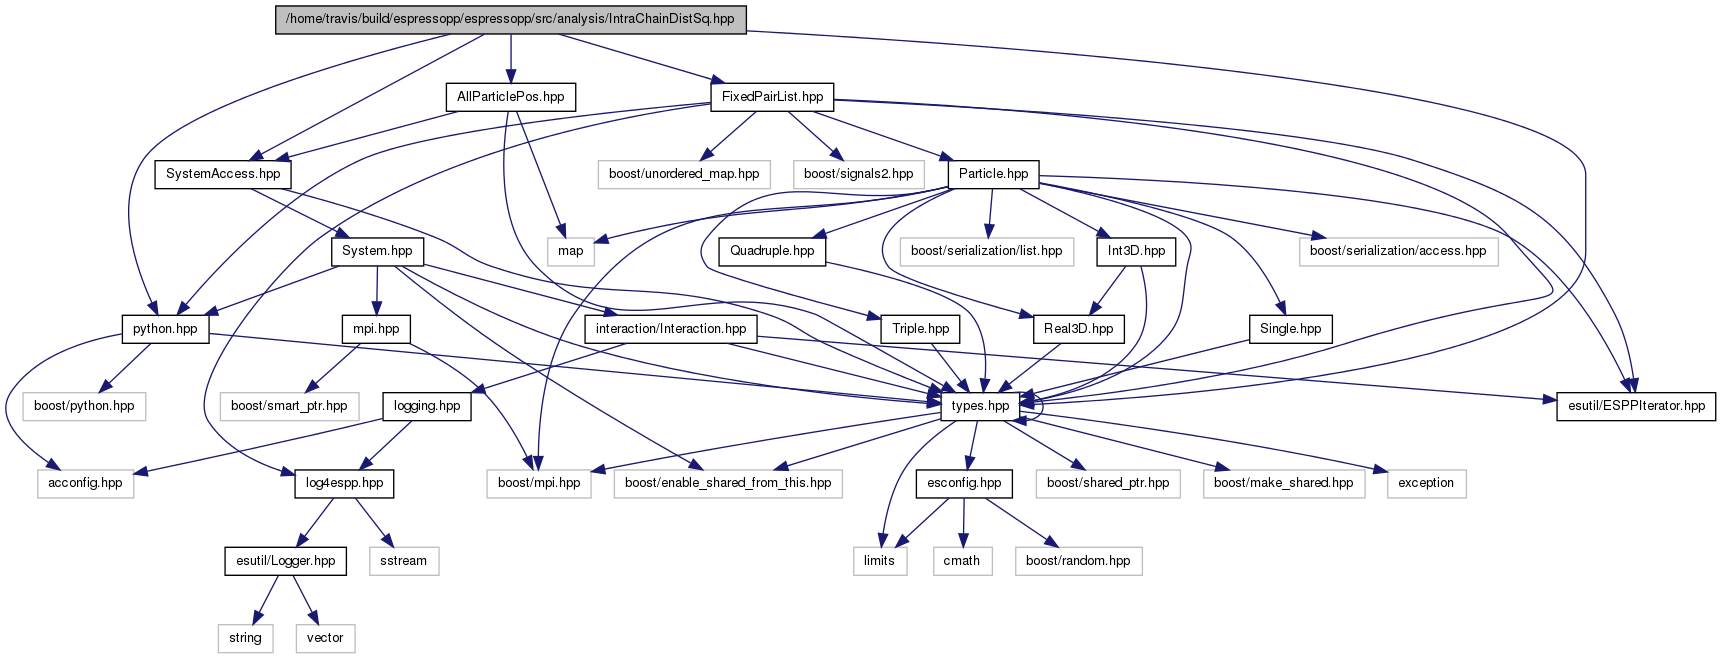 /home/travis/build/espressopp/espressopp/src/analysis/IntraChainDistSq.hpp
AllParticlePos.hpp
FixedPairList.hpp
SystemAccess.hpp
boost/unordered_map.hpp
boost/signals2.hpp
Particle.hpp
System.hpp
map
Quadruple.hpp
boost/serialization/list.hpp
Int3D.hpp
boost/serialization/access.hpp
python.hpp
mpi.hpp
interaction/Interaction.hpp
Triple.hpp
Real3D.hpp
Single.hpp
boost/python.hpp
boost/smart_ptr.hpp
logging.hpp
types.hpp
esutil/ESPPIterator.hpp
acconfig.hpp
log4espp.hpp
boost/mpi.hpp
boost/enable_shared_from_this.hpp
esconfig.hpp
boost/shared_ptr.hpp
boost/make_shared.hpp
exception
esutil/Logger.hpp
sstream
limits
cmath
boost/random.hpp
string
vector